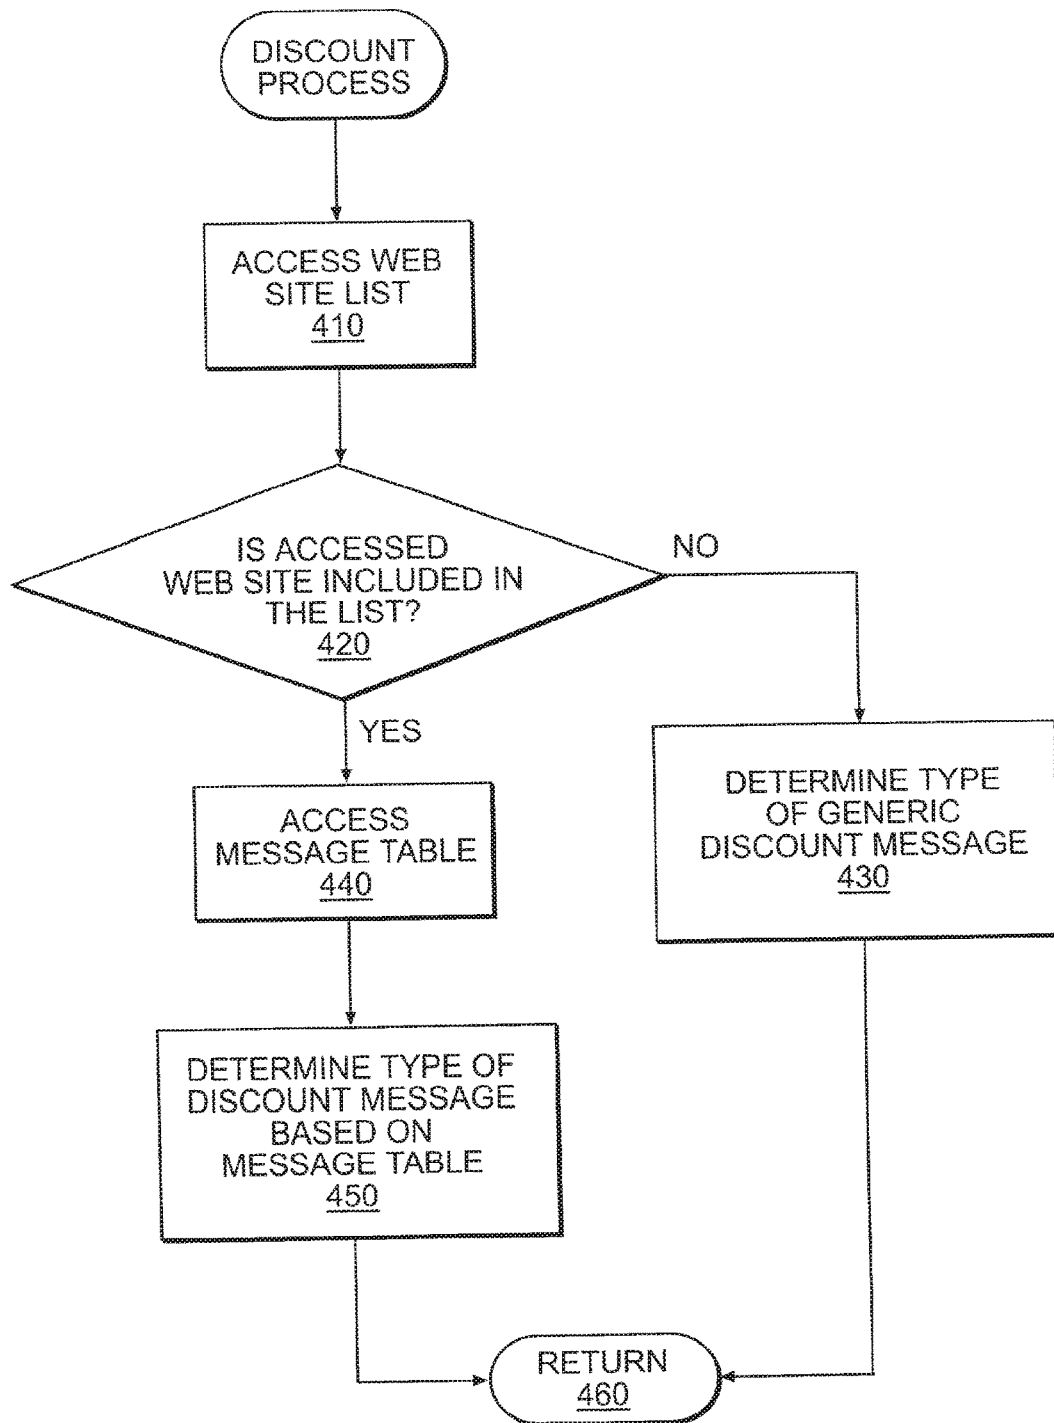 DISCOUNT
PROCESS
ACCESS WEB
SITE LIST
410
IS ACCESSED
WEB SITE INCLUDED IN
THE LIST?
420
NO
YES
ACCESS
MESSAGE TABLE
440
DETERMINE TYPE
OF GENERIC
DISCOUNT MESSAGE
430
DETERMINE TYPE OF
DISCOUNT MESSAGE
BASED ON
MESSAGE TABLE
450
RETURN
460